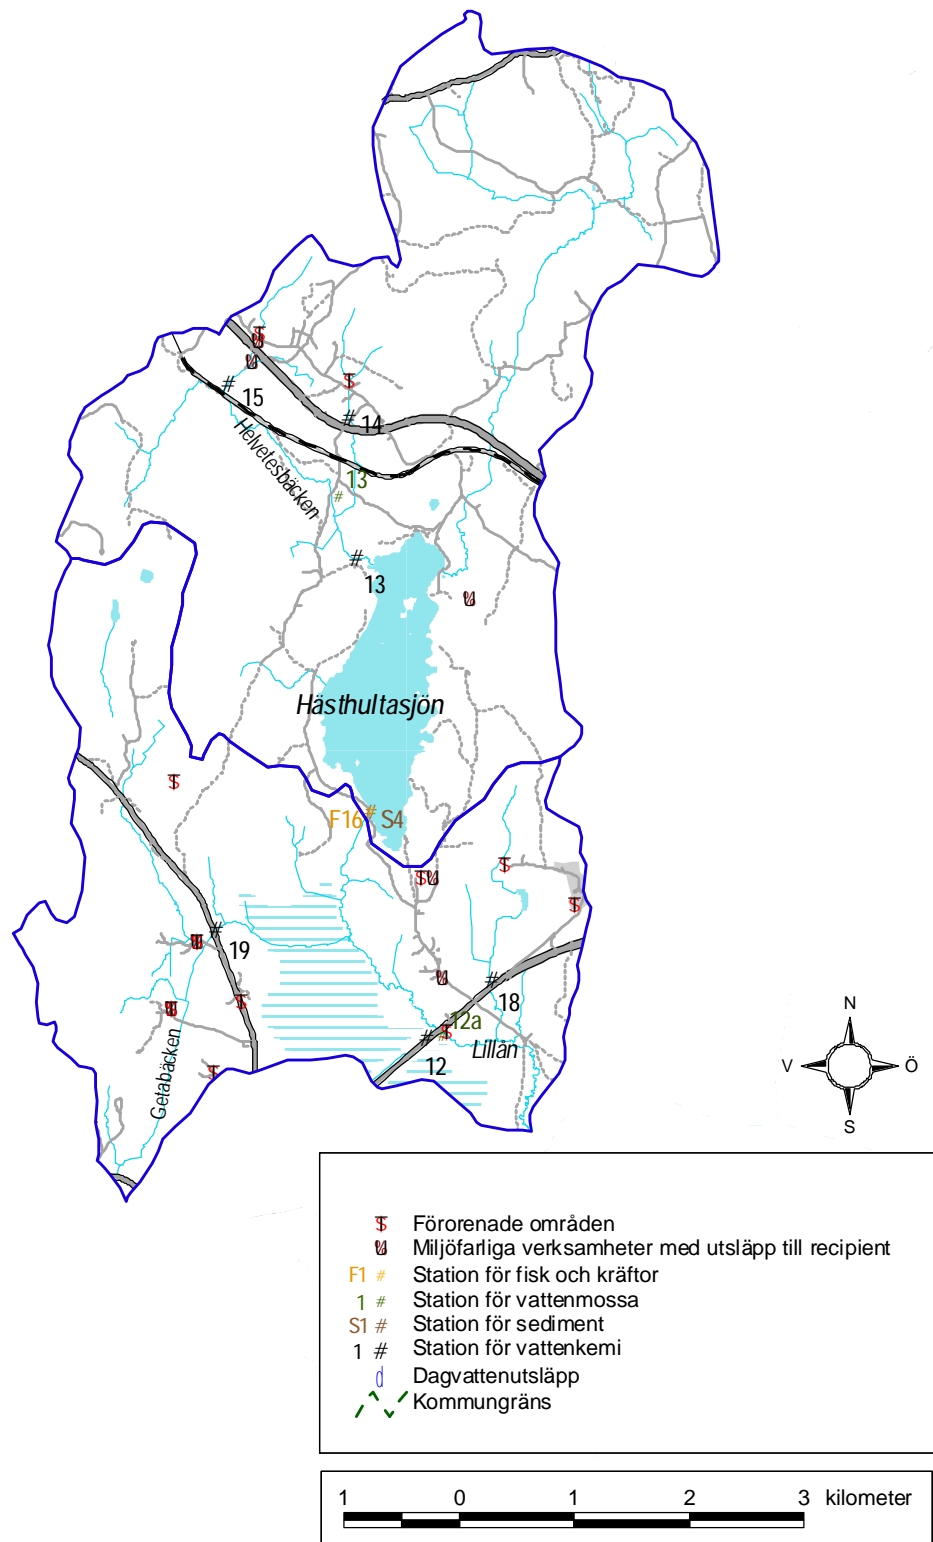 15
14
Helvetesbäcken
13
13
Hästhultasjön
F16 # S4
19
18
12a
Lillån
12
Getabäcken
N
V
Ö
S
Förorenade områden
Miljöfarliga verksamheter med utsläpp till recipient
F1 # Station för fisk och kräftor
1 # Station för vattenmossa
S1 # Station för sediment
1 # Station för vattenkemi
d Dagvattenutsläpp
Kommungräns
1 0 1 2 3 kilometer